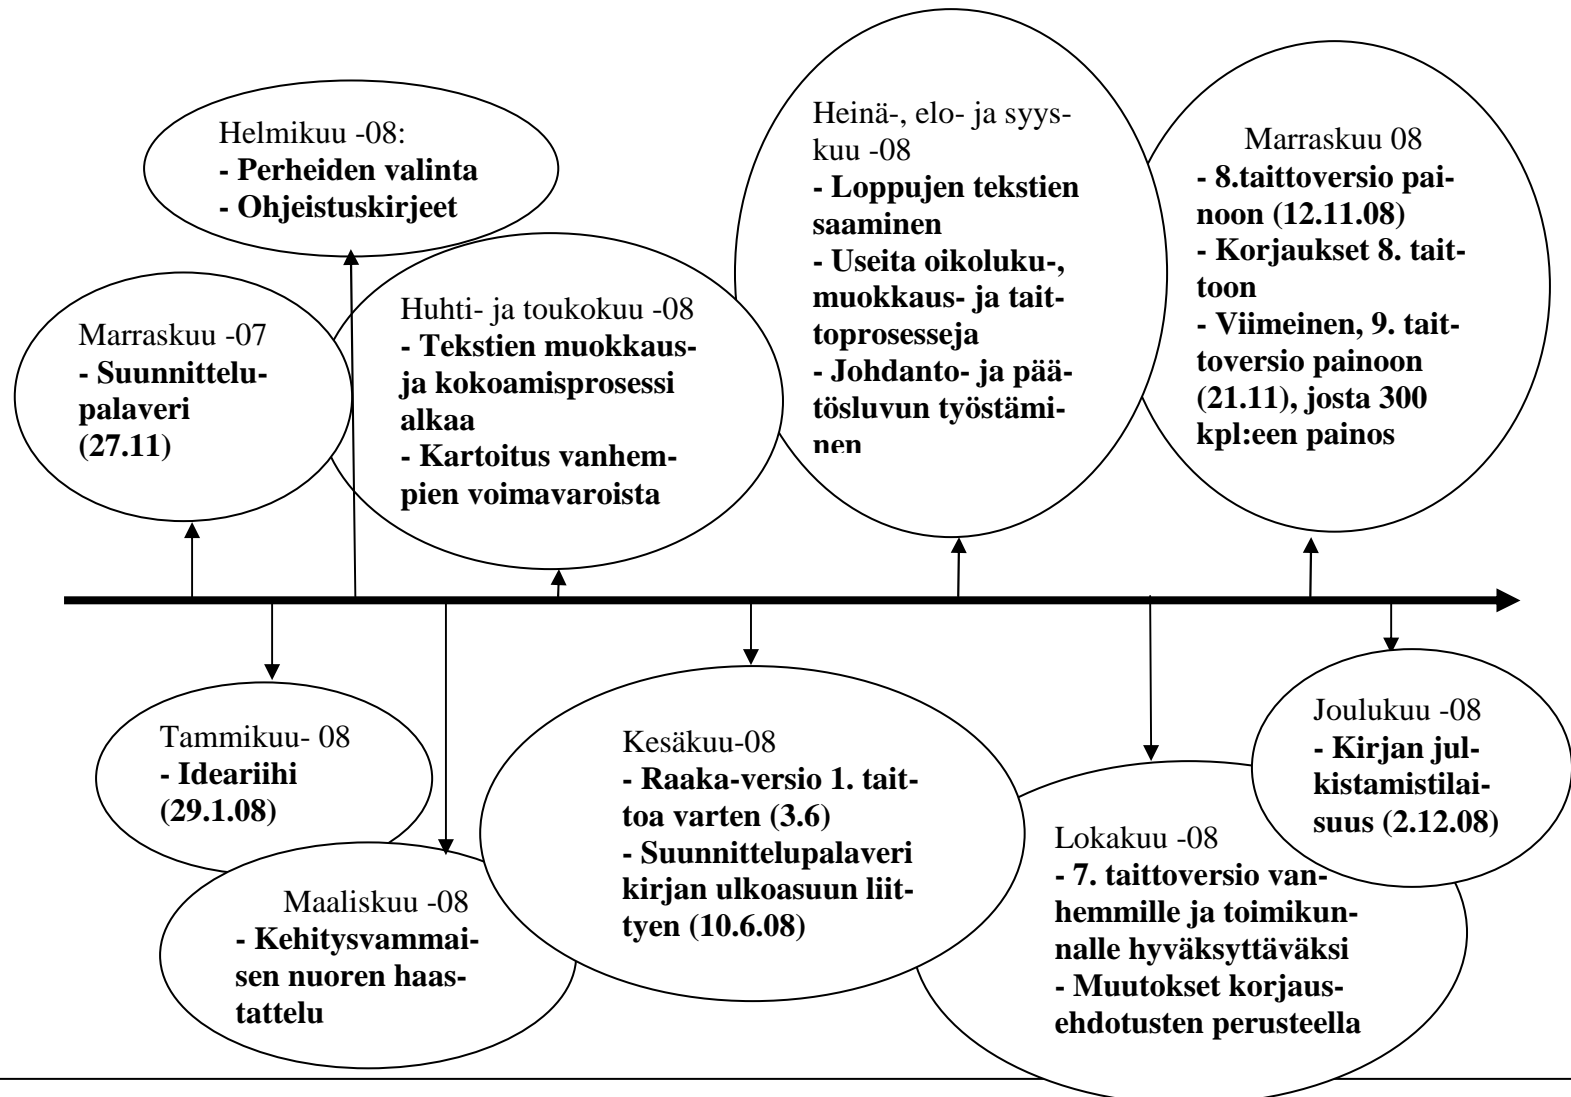 Helmikuu -08:
- Perheiden valinta
- Ohjeistuskirjeet
Heinä-, elo- ja syys-
kuu -08
- Loppujen tekstien
saaminen
- Useita oikoluku-,
muokkaus- ja tait-
toprosesseja
- Johdanto- ja pää-
tösluvun työstämi-
nen
Marraskuu 08
- 8.taittoversio pai-
noon (12.11.08)
- Korjaukset 8. tait-
toon
- Viimeinen, 9. tait-
toversio painoon
(21.11), josta 300
kpl:een painos
Marraskuu -07
- Suunnittelu-
palaveri
(27.11)
Huhti- ja toukokuu -08
- Tekstien muokkaus-
ja kokoamisprosessi
alkaa
- Kartoitus vanhem-
pien voimavaroista
Tammikuu- 08
- Ideariihi
(29.1.08)
Maaliskuu -08
- Kehitysvammai-
sen nuoren haas-
tattelu
Kesäkuu-08
- Raaka-versio 1. tait-
toa varten (3.6)
- Suunnittelupalaveri
kirjan ulkoasuun liit-
tyen (10.6.08)
Lokakuu -08
- 7. taittoversio van-
hemmille ja toimikun-
nalle hyväksyttäväksi
- Muutokset korjaus-
ehdotusten perusteella
Joulukuu -08
- Kirjan jul-
kistamistilai-
suus (2.12.08)